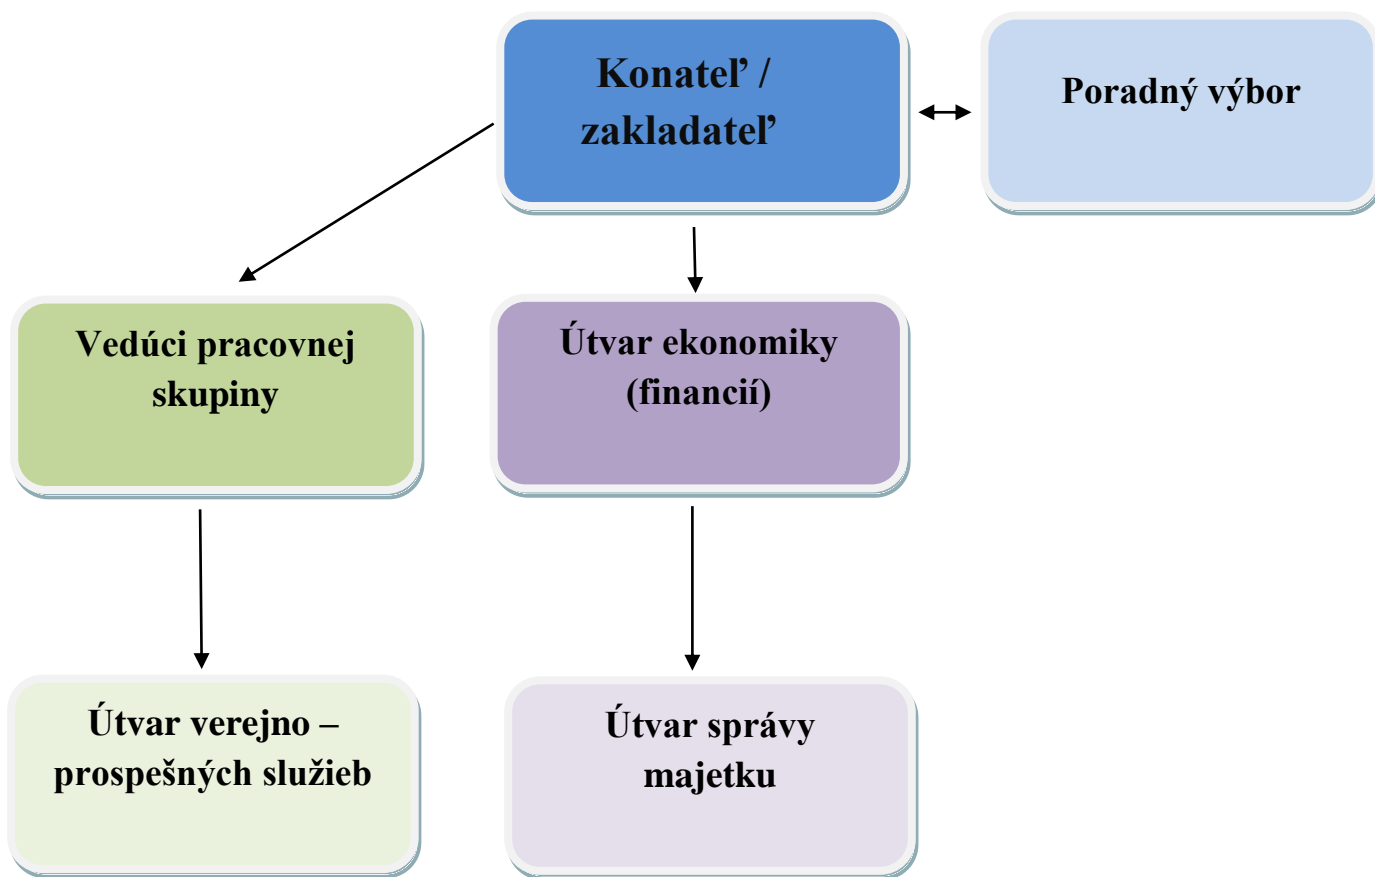 Konateľ /
zakladateľ
Poradný výbor
Vedúci pracovnej
skupiny
Útvar ekonomiky
(financií)
Útvar verejno –
prospešných služieb
Útvar správy
majetku